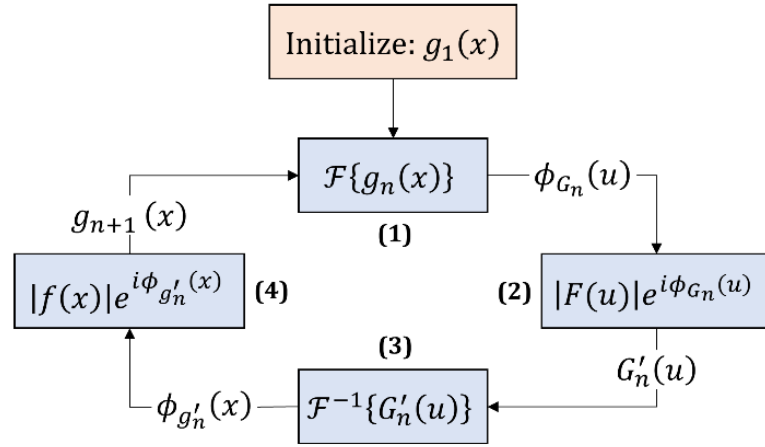 Initialize: g₁(x)
ℱ{gₙ(x)}
ϕ_{Gₙ}(u)
(1)
gₙ₊₁(x)
|f(x)|e^{iϕ_{g′ₙ}(x)}
(4)
(2)
|F(u)|e^{iϕ_{Gₙ}(u)}
(3)
G′ₙ(u)
ϕ_{g′ₙ}(x)
ℱ⁻¹{G′ₙ(u)}